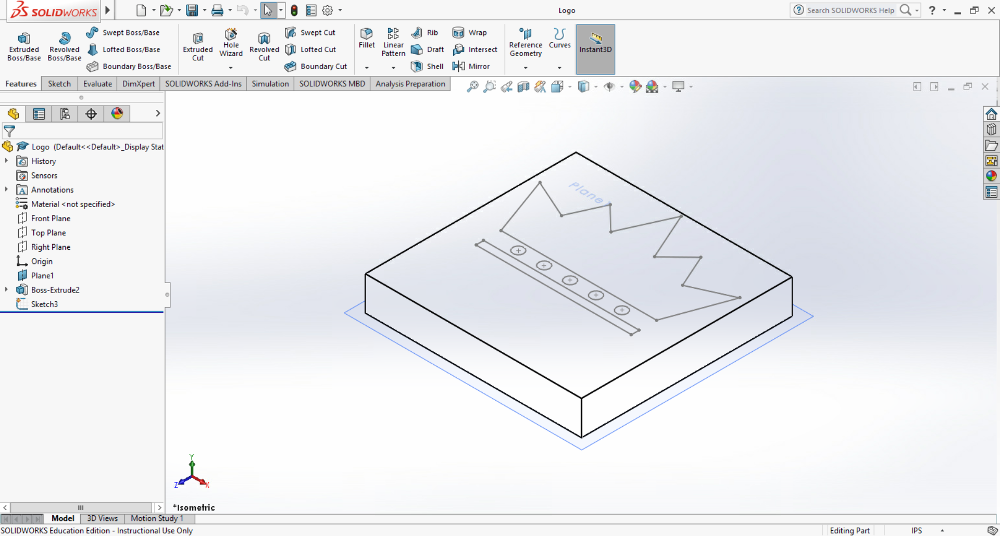 SOLIDWORKS
Logo
Search SOLIDWORKS Help
?
Extruded Boss/Base
Revolved Boss/Base
Swept Boss/Base
Lofted Boss/Base
Boundary Boss/Base
Extruded Cut
Hole Wizard
Revolved Cut
Swept Cut
Lofted Cut
Boundary Cut
Fillet
Linear Pattern
Rib
Draft
Shell
Wrap
Intersect
Mirror
Reference Geometry
Curves
Instant3D
Features
Sketch
Evaluate
DimXpert
SOLIDWORKS Add-Ins
Simulation
SOLIDWORKS MBD
Analysis Preparation
Logo (Default<<Default>_Display Stat
History
Sensors
Annotations
Material <not specified>
Front Plane
Top Plane
Right Plane
Origin
Plane1
Boss-Extrude2
Sketch3
Plane1
Y
Z
X
*Isometric
Model
3D Views
Motion Study 1
SOLIDWORKS Education Edition - Instructional Use Only
Editing Part
IPS